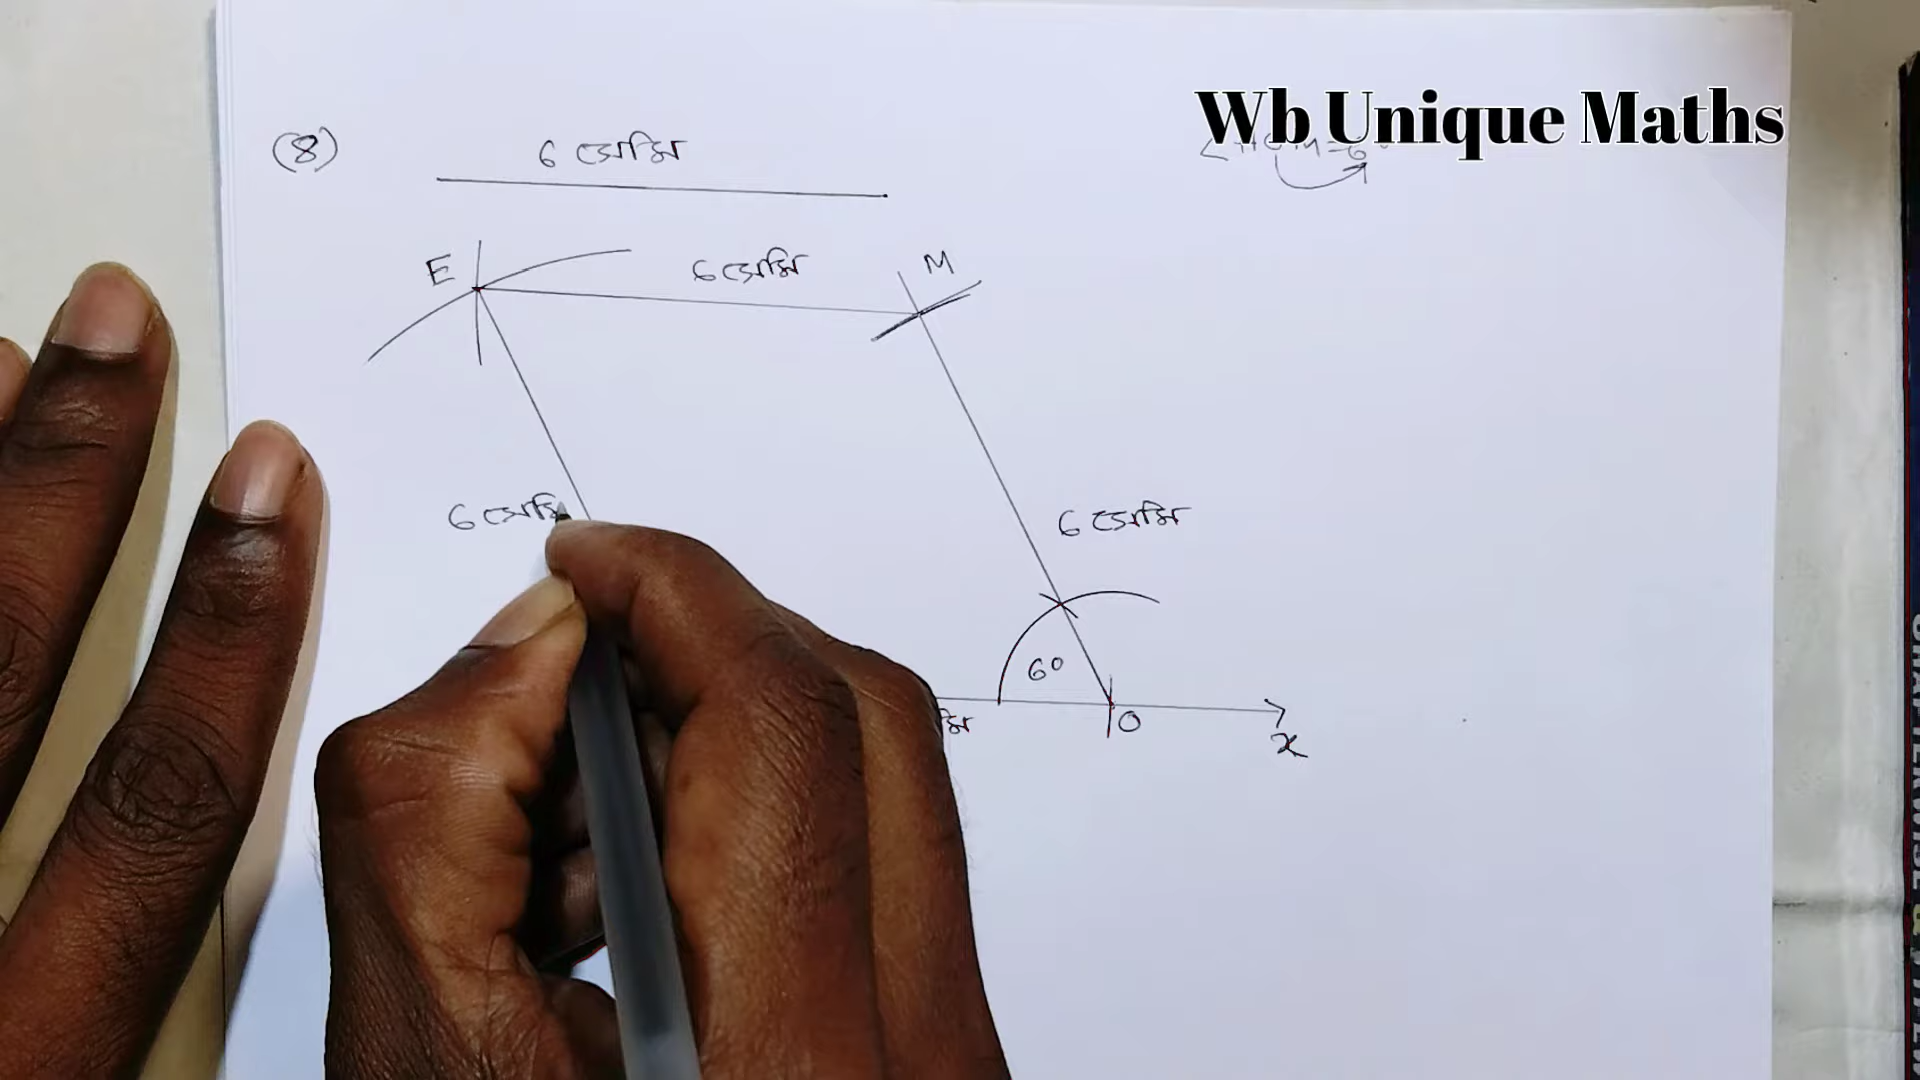 Wb Unique Maths
(8) 6 সেমি
E 6 সেমি M
6 সেমি 6 সেমি
60
মি O
x